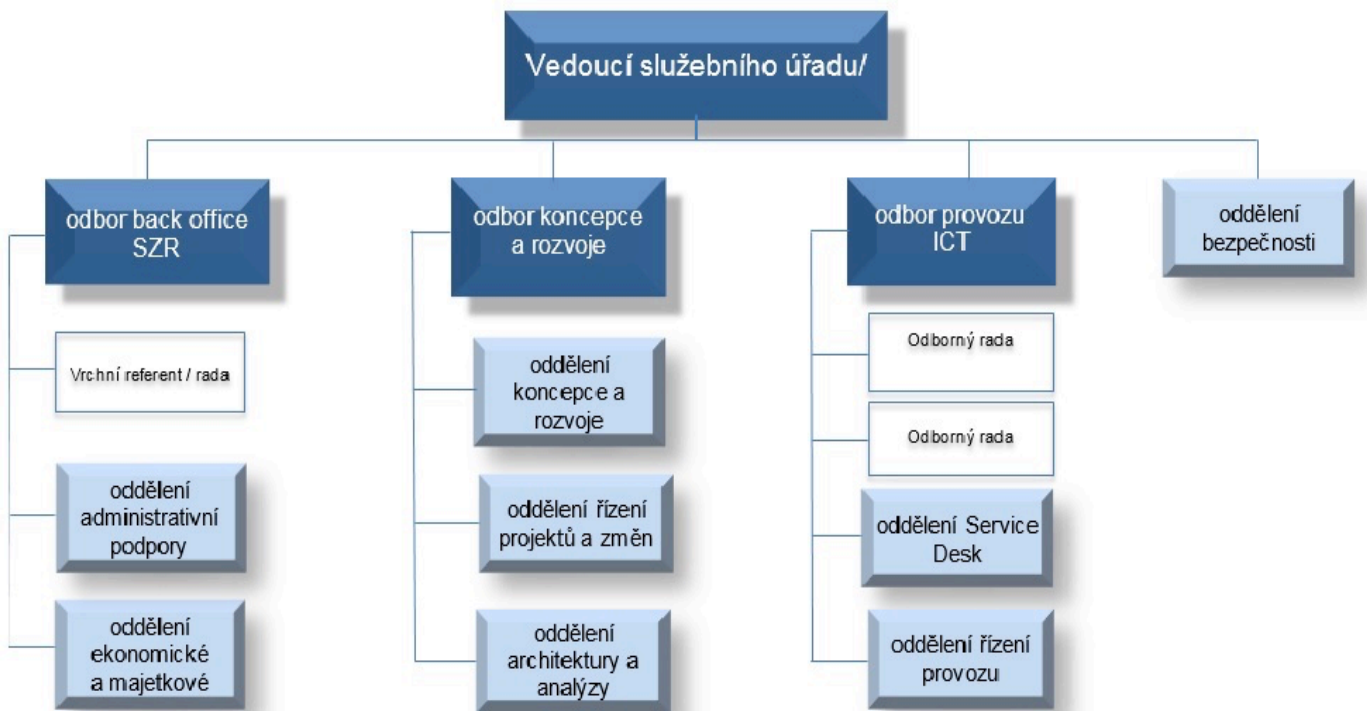 Vedoucí služebního úřadu/
odbor back office
SZR
Vrchní referent / rada
oddělení
administrativní
podpory
oddělení
ekonomické
a majetkové
odbor koncepce
a rozvoje
oddělení
koncepce a
rozvoje
oddělení řízení
projektů a změn
oddělení
architektury a
analýzy
odbor provozu
ICT
Odborný rada
Odborný rada
oddělení Service
Desk
oddělení řízení
provozu
oddělení
bezpečnosti